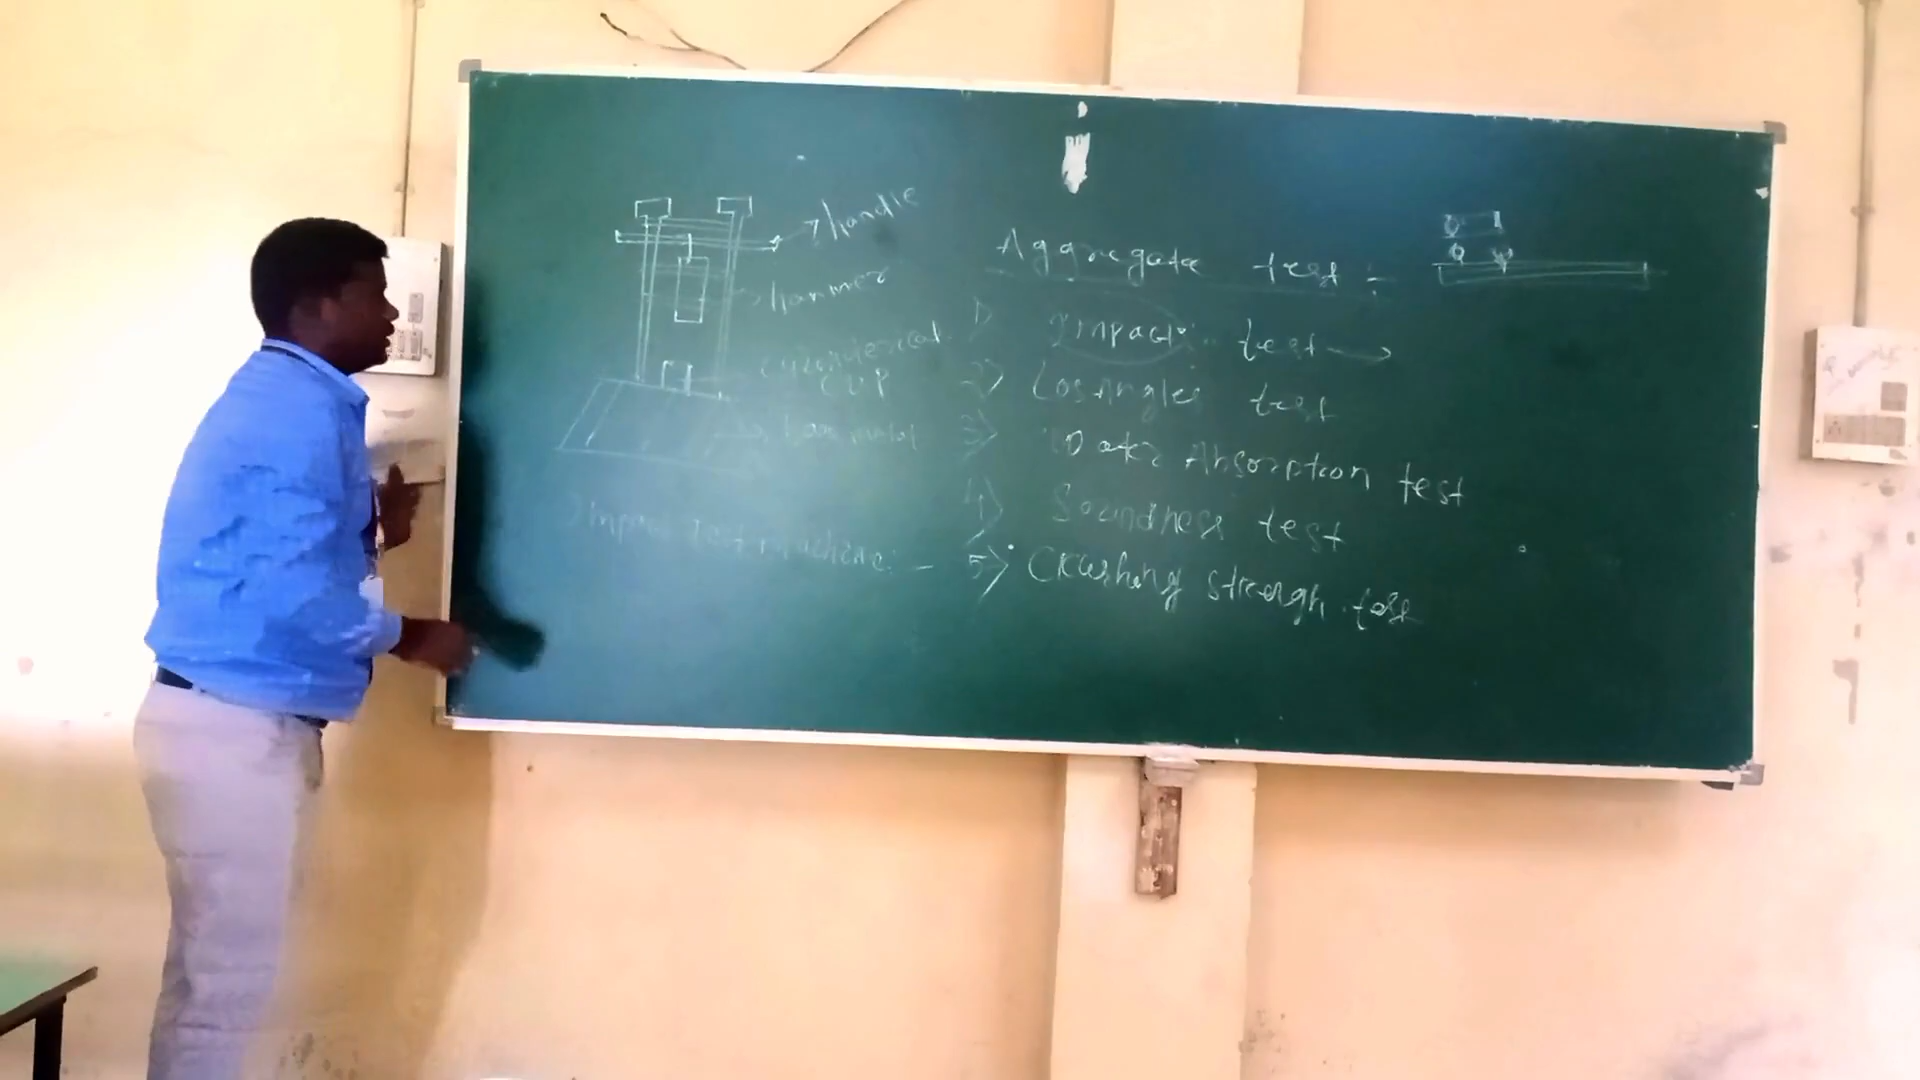 handle
hammer
cylinderical
CUP
Impact Test Machine: -
Aggregate test :-
1) Impact test →
2) Los Angles test
3) Water Absorption test
4) Soundness test
5) Crushing strength test